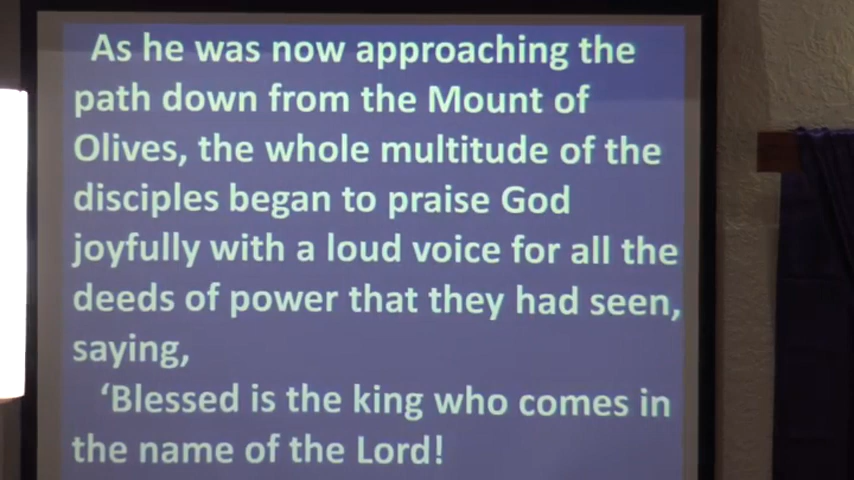 As he was now approaching the
path down from the Mount of
Olives, the whole multitude of the
disciples began to praise God
joyfully with a loud voice for all the
deeds of power that they had seen,
saying,
‘Blessed is the king who comes in
the name of the Lord!